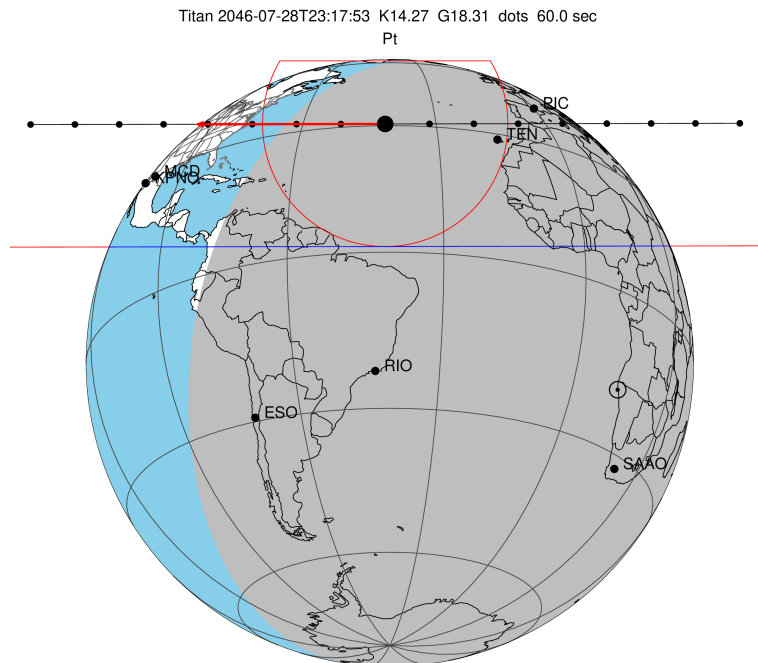 Titan 2046-07-28T23:17:53 K14.27 G18.31 dots 60.0 sec
Pt
PIC
TEN
MCD
KPNO
RIO
ESO
SAAO